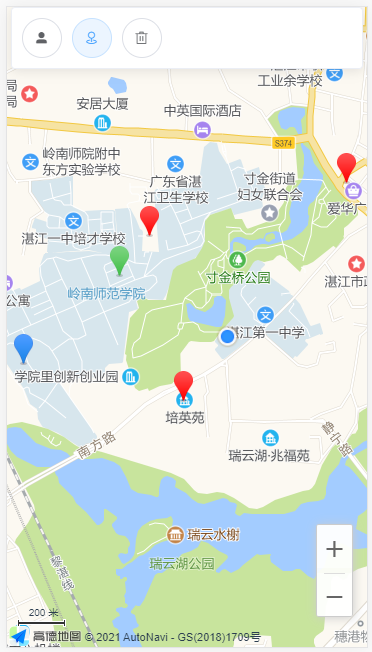 工业余学校
局
局
安居大厦
中英国际酒店
S374
岭南师院附中
东方实验学校
广东省湛
江卫生学校
寸金街道
妇女联合会
爱华广
湛江一中培才学校
寸金桥公园
湛江市政
岭南师范学院
公寓
湛江第一中学
学院里创新创业园
培英苑
南方路
静宁路
瑞云湖·兆福苑
瑞云水榭
瑞云湖公园
黎湛线
200 米
穗港物
高德地图 © 2021 AutoNavi - GS(2018)1709号